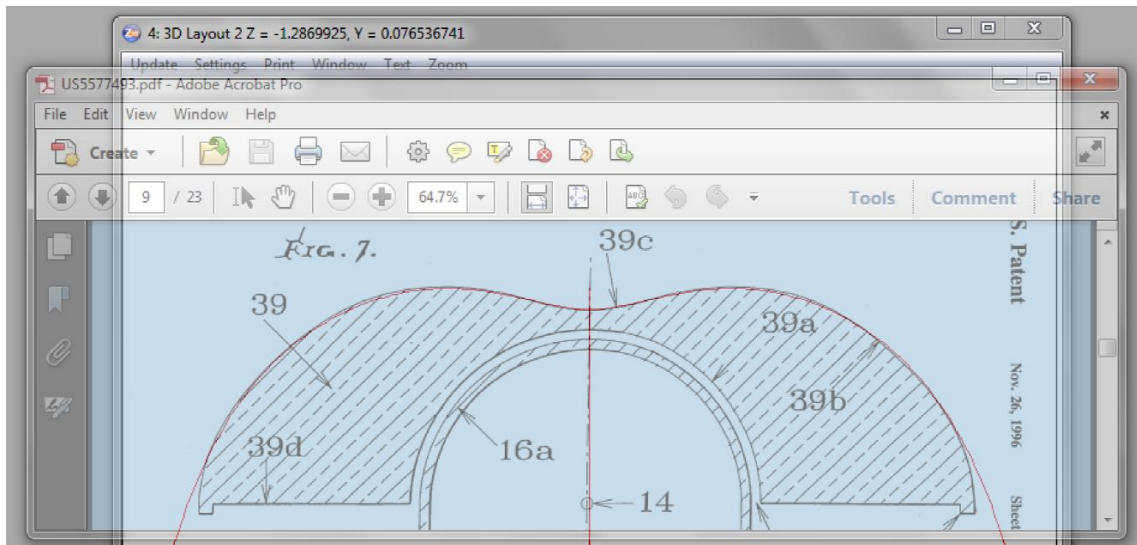 4: 3D Layout 2 Z = -1.2869925, Y = 0.076536741
Update Settings Print Window Text Zoom
US5577493.pdf - Adobe Acrobat Pro
File Edit View Window Help
Create
9 / 23 64.7% Tools Comment Share
FIG. 7.
39c
39
39a
39b
39d
16a
14
S. Patent
Nov. 26, 1996
Sheet